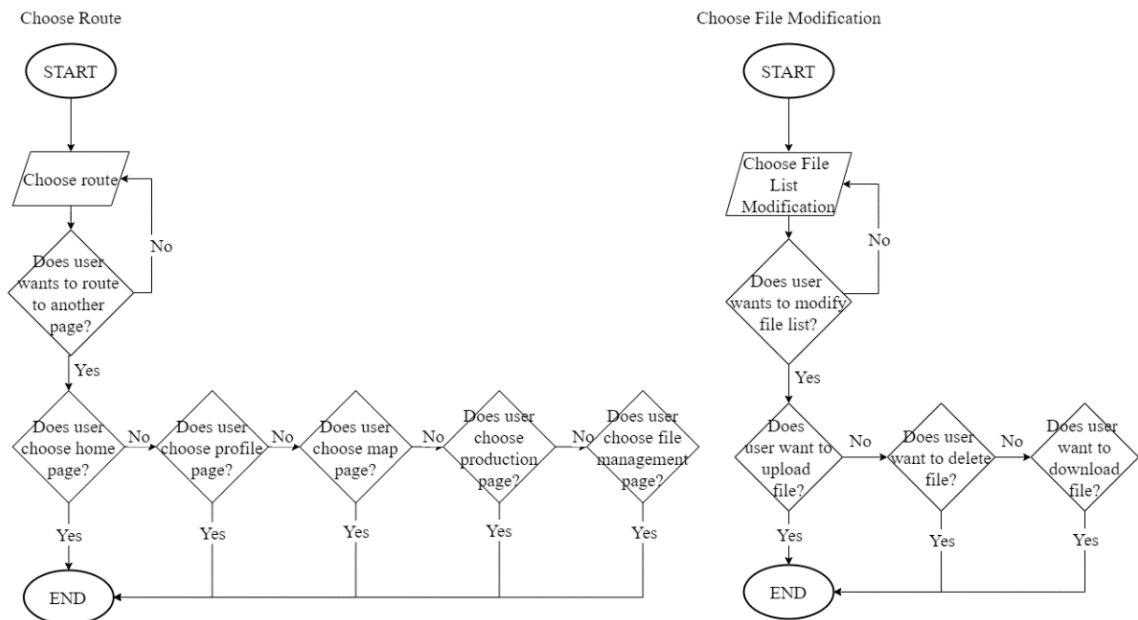 Choose Route
START
Choose route
No
Does user
wants to route
to another
page?
Yes
Does user
choose home
page?
No
Does user
choose profile
page?
No
Does user
choose map
page?
No
Does user
choose
production
page?
No
Does user
choose file
management
page?
Yes
Yes
Yes
Yes
Yes
END
Choose File Modification
START
Choose File
List
Modification
No
Does user
wants to modify
file list?
Yes
Does
user want to
upload
file?
No
Does user
want to delete
file?
No
Does user
want to
download
file?
Yes
Yes
Yes
END